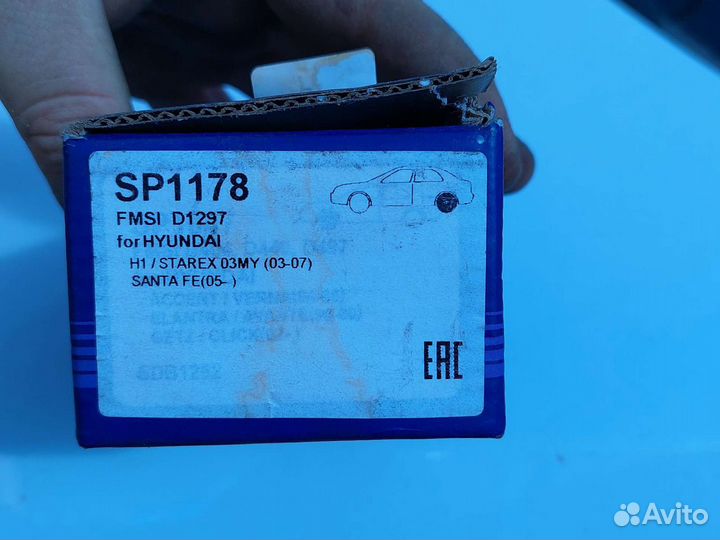 SP1178
FMSI D1297
for HYUNDAI
H1 / STAREX 03MY (03-07)
SANTA FE(05- )
EAC
Avito